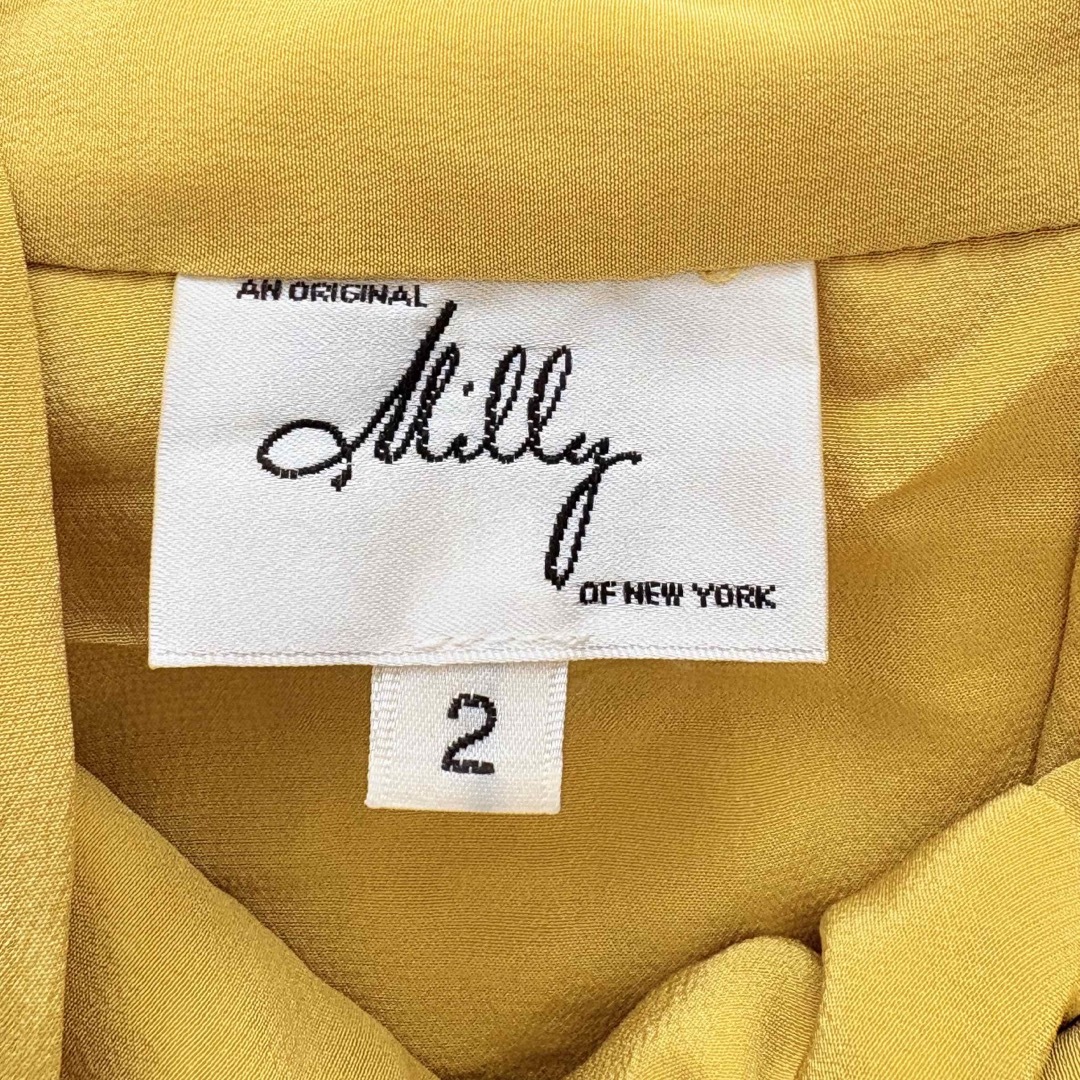 AN ORIGINAL
Milly
OF NEW YORK
2